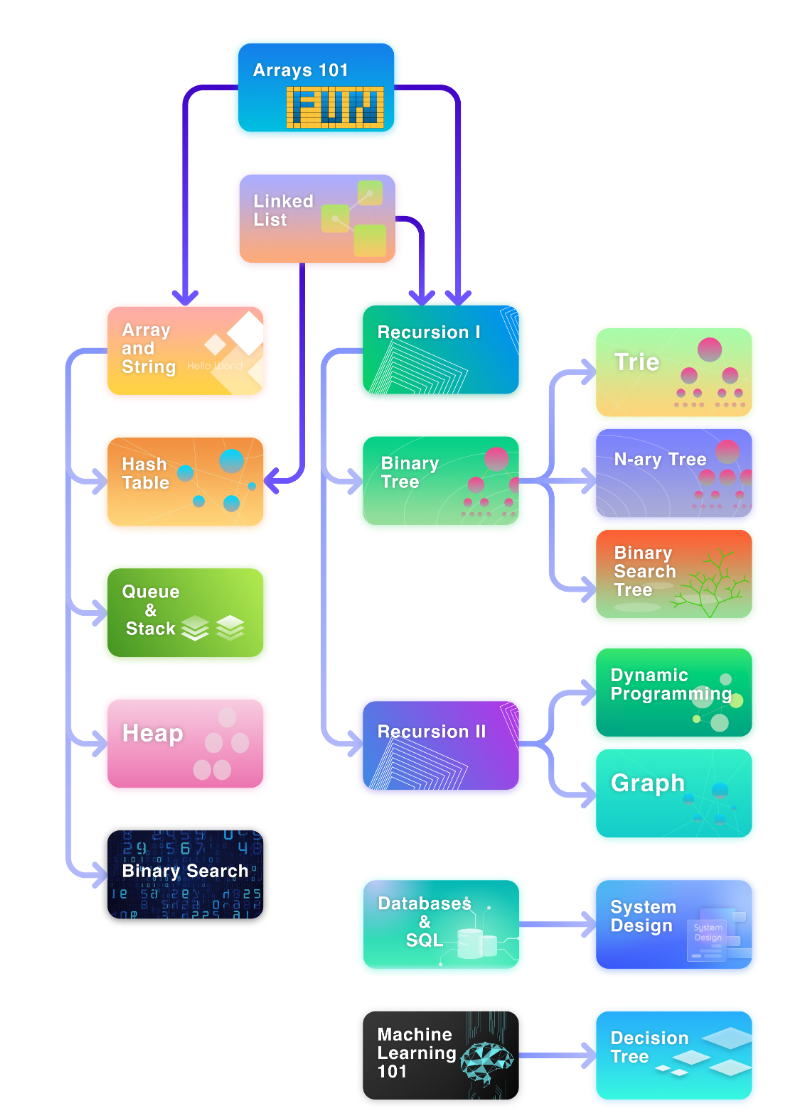 Arrays 101
FUN
Linked
List
Array
and
String
Hello World
Recursion I
Trie
Hash
Table
Binary
Tree
N-ary Tree
Binary
Search
Tree
Queue
&
Stack
Dynamic
Programming
Heap
Recursion II
Graph
Binary Search
Databases
&
SQL
System
Design
System
Design
Machine
Learning
101
Decision
Tree